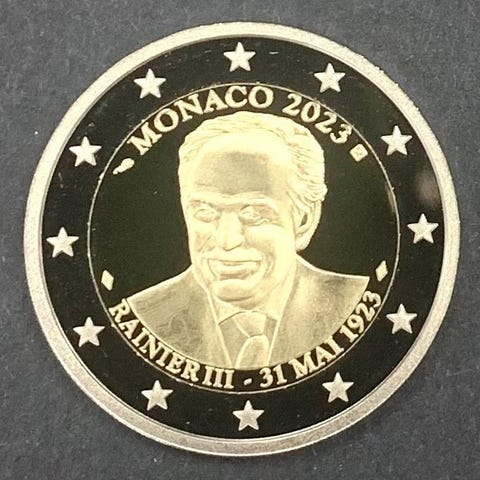 MONACO 2023
RAINIER III - 31 MAI 1923